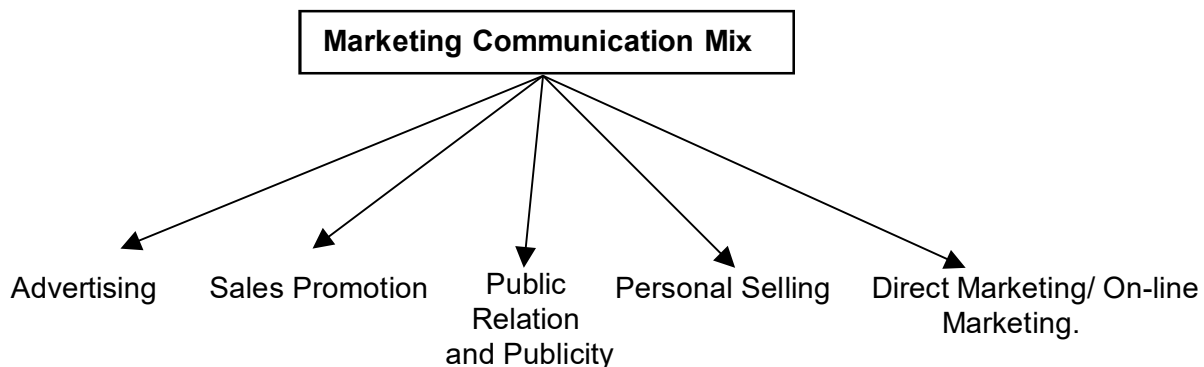 Marketing Communication Mix
Advertising
Sales Promotion
Public
Relation
and Publicity
Personal Selling
Direct Marketing/ On-line
Marketing.